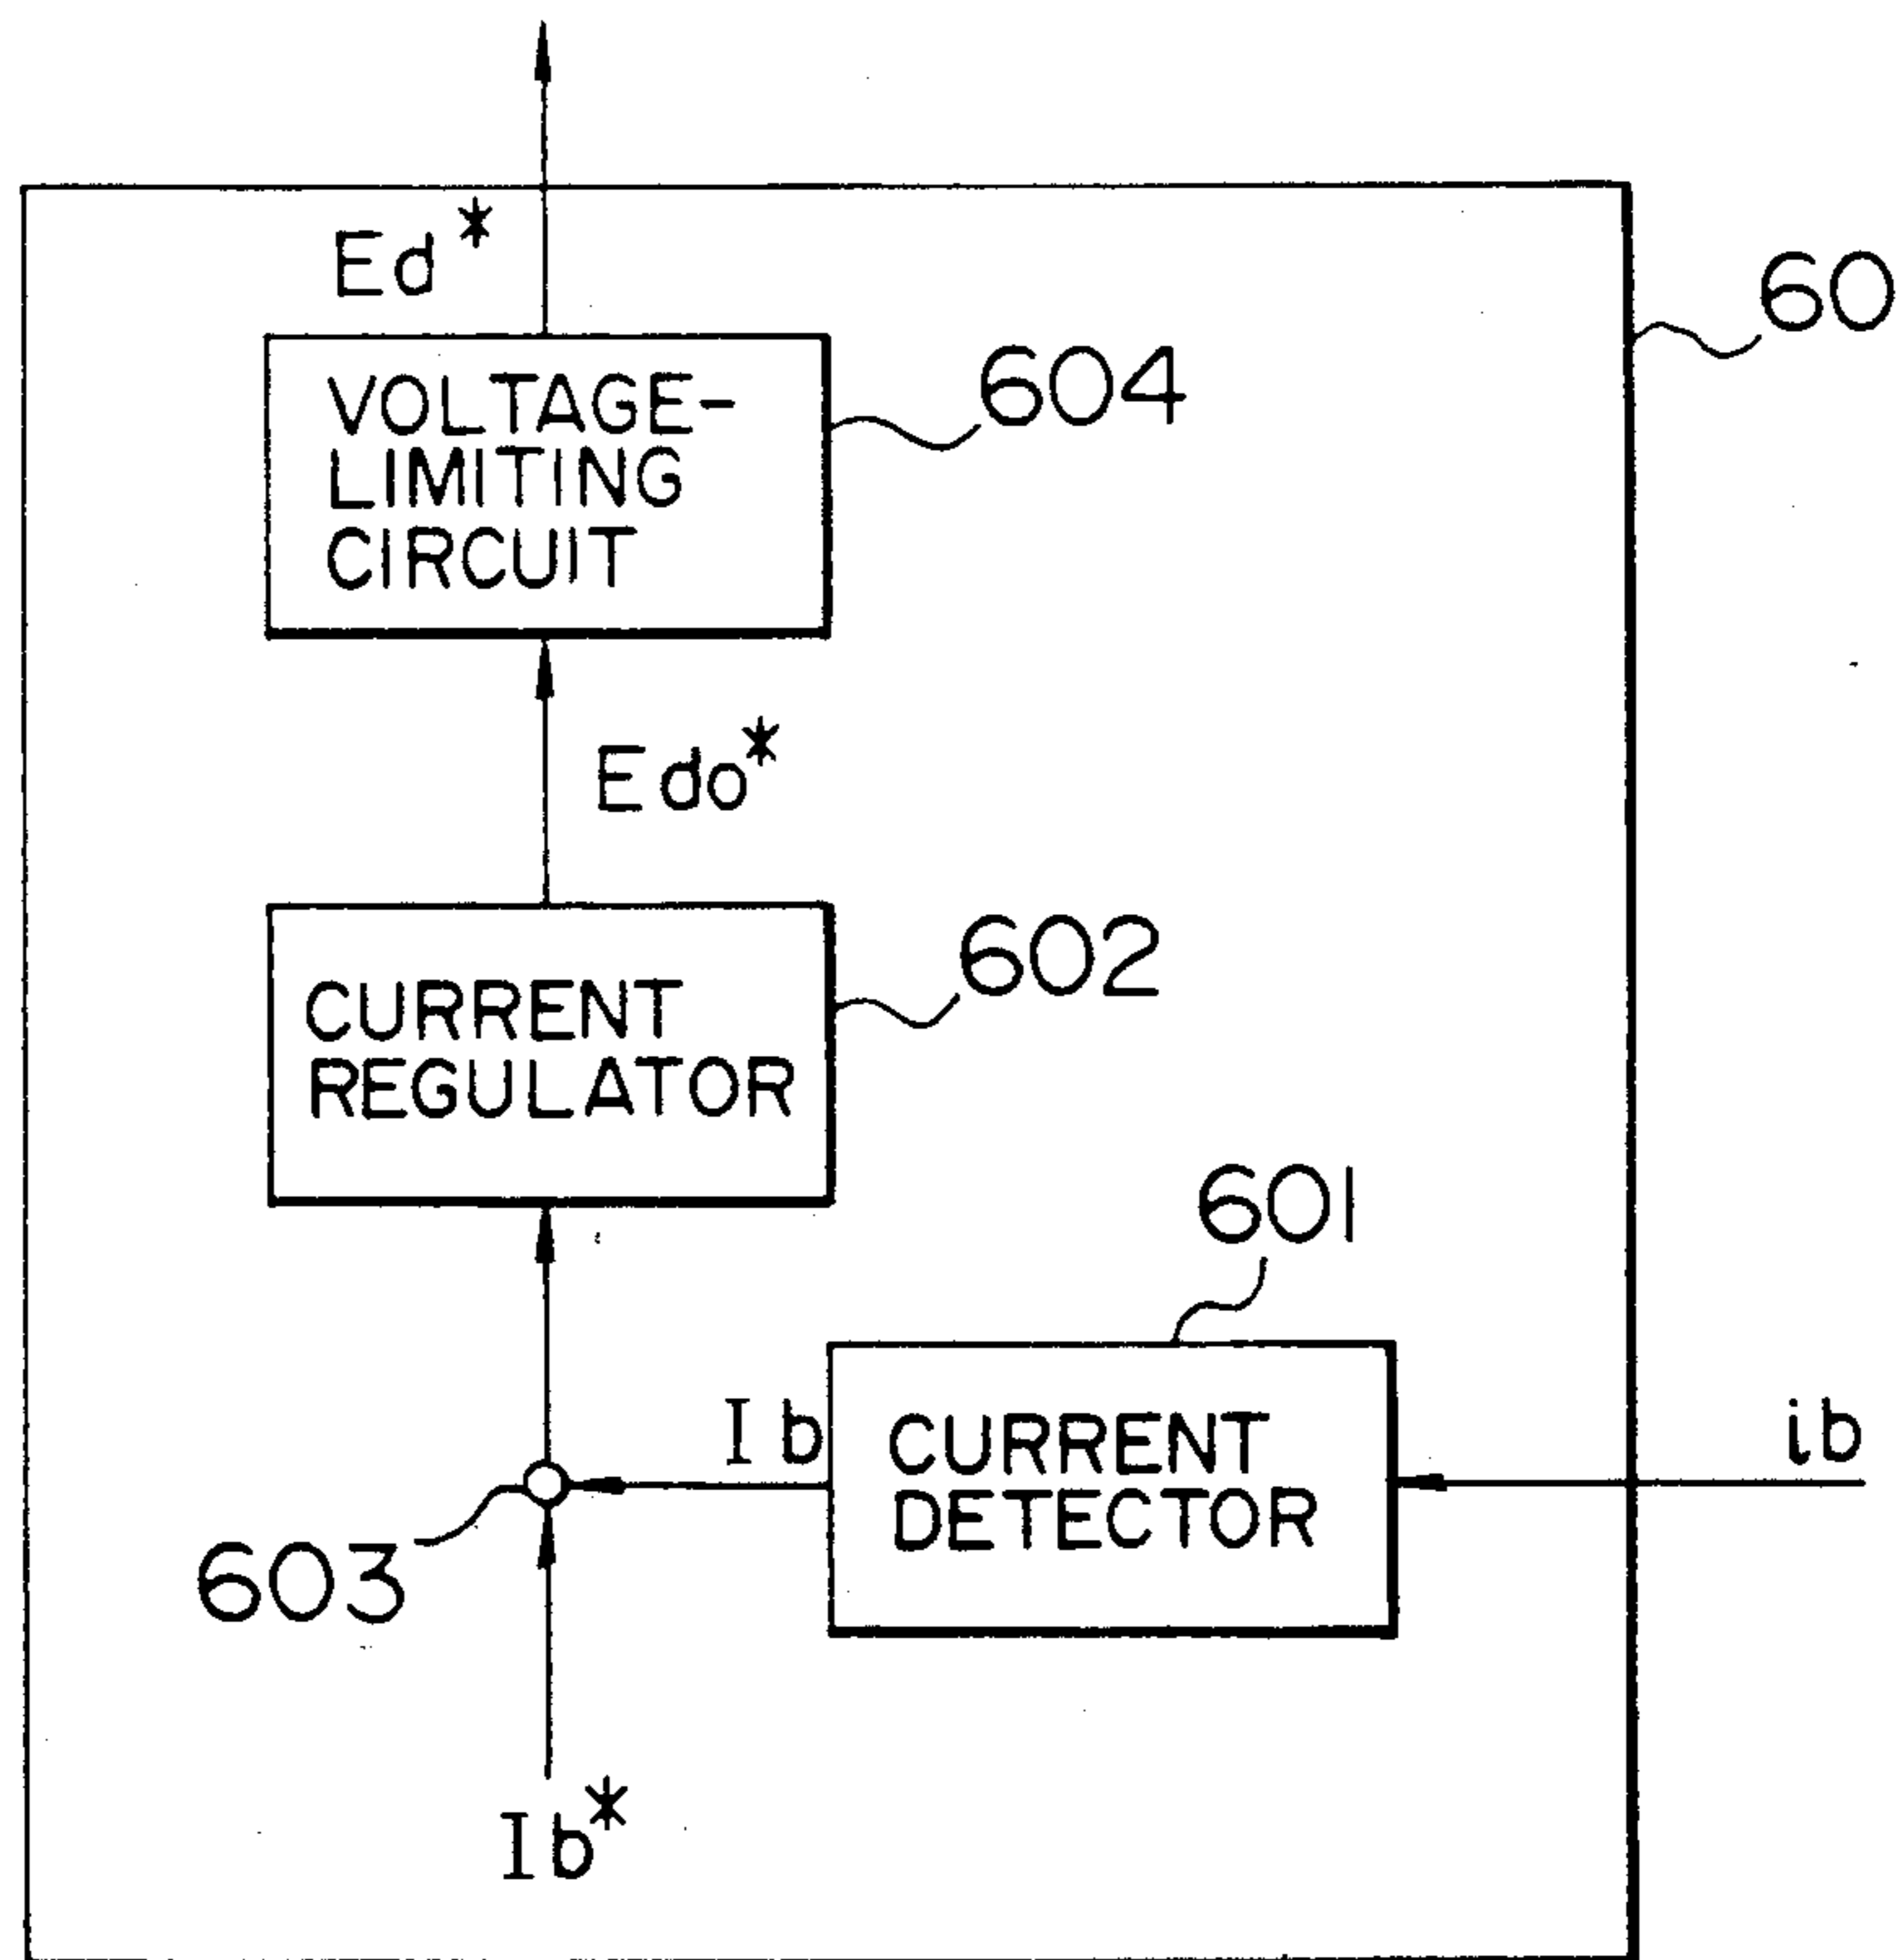 Ed*
60
VOLTAGE-
LIMITING
CIRCUIT
604
Edo*
602
CURRENT
REGULATOR
601
Ib
CURRENT
DETECTOR
ib
603
Ib*